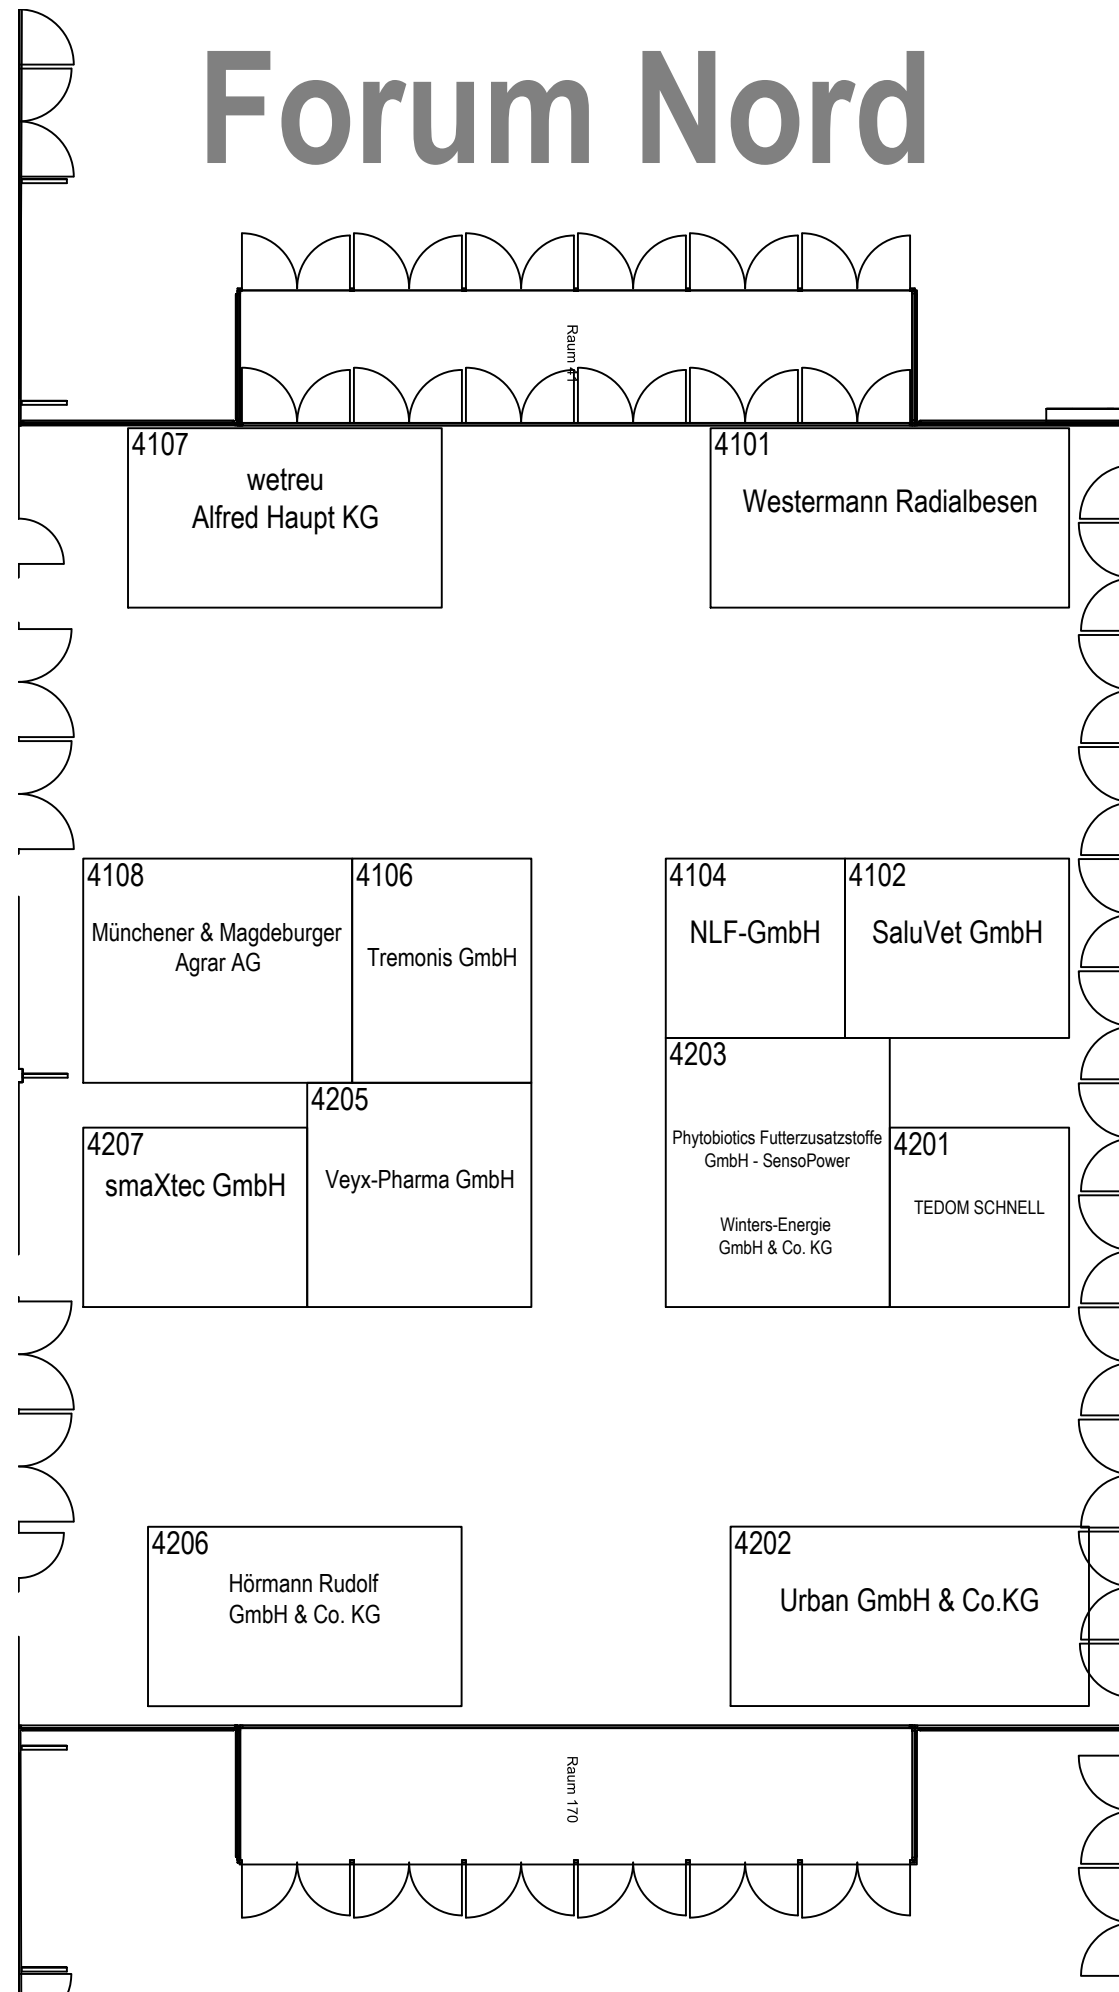 Forum Nord
Raum 41
4107
wetreu
Alfred Haupt KG
4101
Westermann Radialbesen
4108
Münchener & Magdeburger
Agrar AG
4106
Tremonis GmbH
4104
NLF-GmbH
4102
SaluVet GmbH
4203
Phytobiotics Futterzusatzstoffe
GmbH - SensoPower
Winters-Energie
GmbH & Co. KG
4201
TEDOM SCHNELL
4205
Veyx-Pharma GmbH
4207
smaXtec GmbH
4206
Hörmann Rudolf
GmbH & Co. KG
4202
Urban GmbH & Co.KG
Raum 170